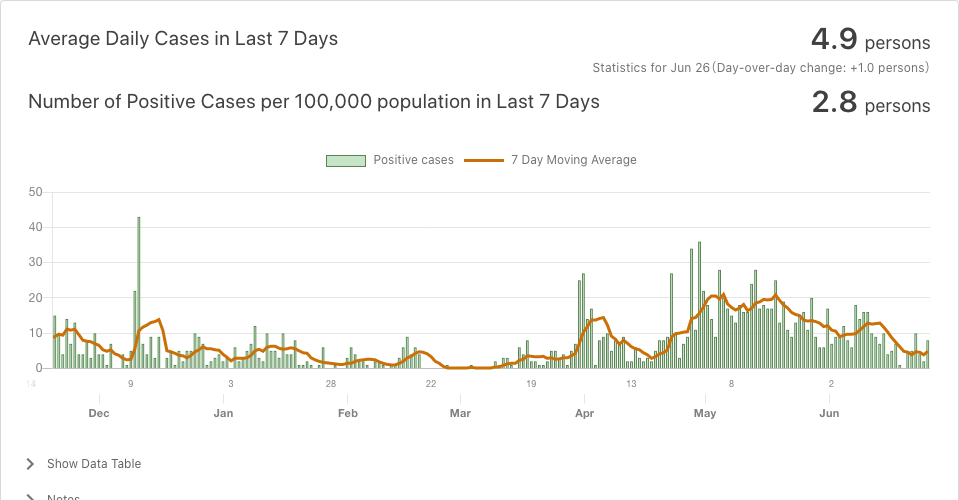 Average Daily Cases in Last 7 Days
4.9 persons
Statistics for Jun 26(Day-over-day change: +1.0 persons)
Number of Positive Cases per 100,000 population in Last 7 Days
2.8 persons
Positive cases 7 Day Moving Average
50
40
30
20
10
0
14 9 3 28 22 19 13 8 2
Dec Jan Feb Mar Apr May Jun
Show Data Table
Notes